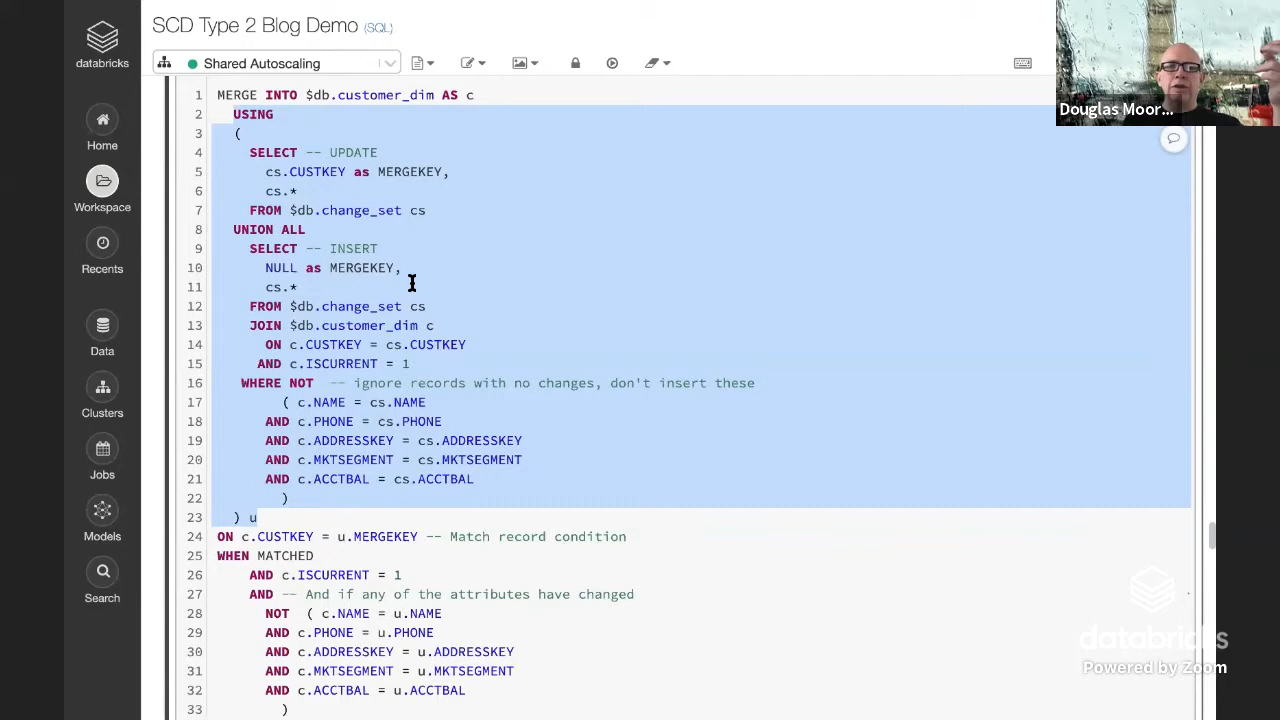 SCD Type 2 Blog Demo (SQL)
databricks
Shared Autoscaling
Home
Workspace
Recents
Data
Clusters
Jobs
Models
Search
1 MERGE INTO $db.customer_dim AS c
2 USING
3 (
4 SELECT -- UPDATE
5 cs.CUSTKEY as MERGEKEY,
6 cs.*
7 FROM $db.change_set cs
8 UNION ALL
9 SELECT -- INSERT
10 NULL as MERGEKEY,
11 cs.*
12 FROM $db.change_set cs
13 JOIN $db.customer_dim c
14 ON c.CUSTKEY = cs.CUSTKEY
15 AND c.ISCURRENT = 1
16 WHERE NOT -- ignore records with no changes, don't insert these
17 ( c.NAME = cs.NAME
18 AND c.PHONE = cs.PHONE
19 AND c.ADDRESSKEY = cs.ADDRESSKEY
20 AND c.MKTSEGMENT = cs.MKTSEGMENT
21 AND c.ACCTBAL = cs.ACCTBAL
22 )
23 ) u
24 ON c.CUSTKEY = u.MERGEKEY -- Match record condition
25 WHEN MATCHED
26 AND c.ISCURRENT = 1
27 AND -- And if any of the attributes have changed
28 NOT ( c.NAME = u.NAME
29 AND c.PHONE = u.PHONE
30 AND c.ADDRESSKEY = u.ADDRESSKEY
31 AND c.MKTSEGMENT = u.MKTSEGMENT
32 AND c.ACCTBAL = u.ACCTBAL
33 )
Douglas Moor...
databricks
Powered by Zoom